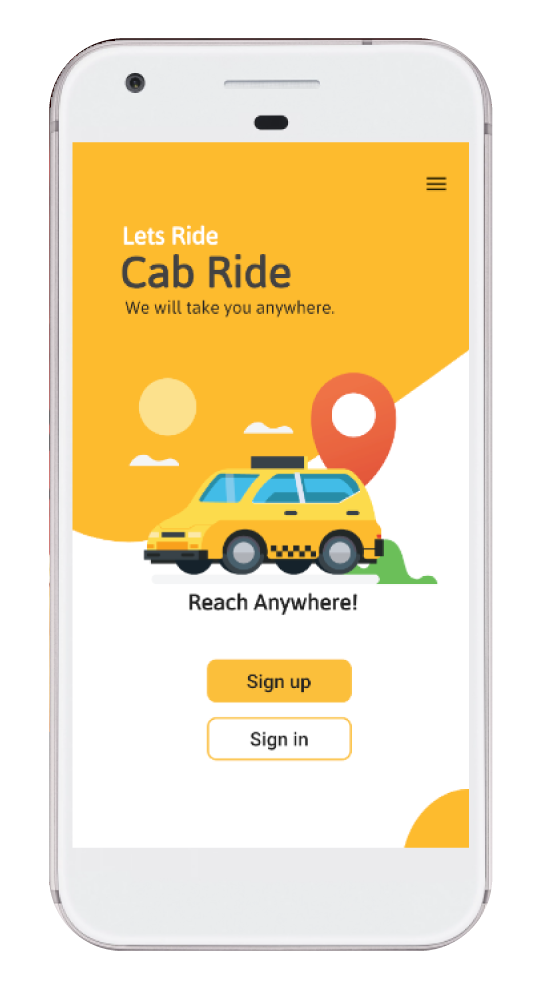 Lets Ride
Cab Ride
We will take you anywhere.
Reach Anywhere!
Sign up
Sign in